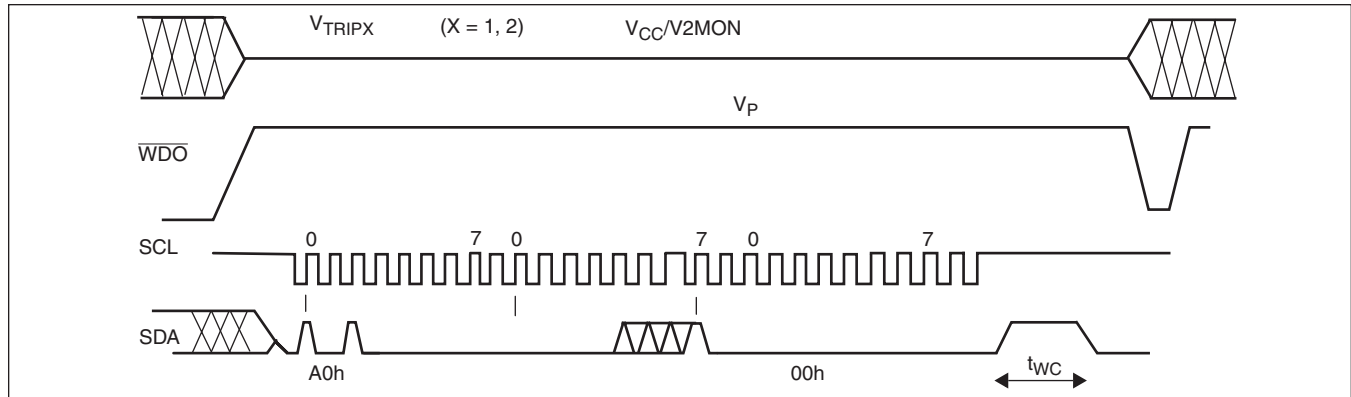 VTRIPX (X = 1, 2) VCC/V2MON
VP
WDO
SCL 0 7 0 7 0 7
SDA
A0h 00h tWC